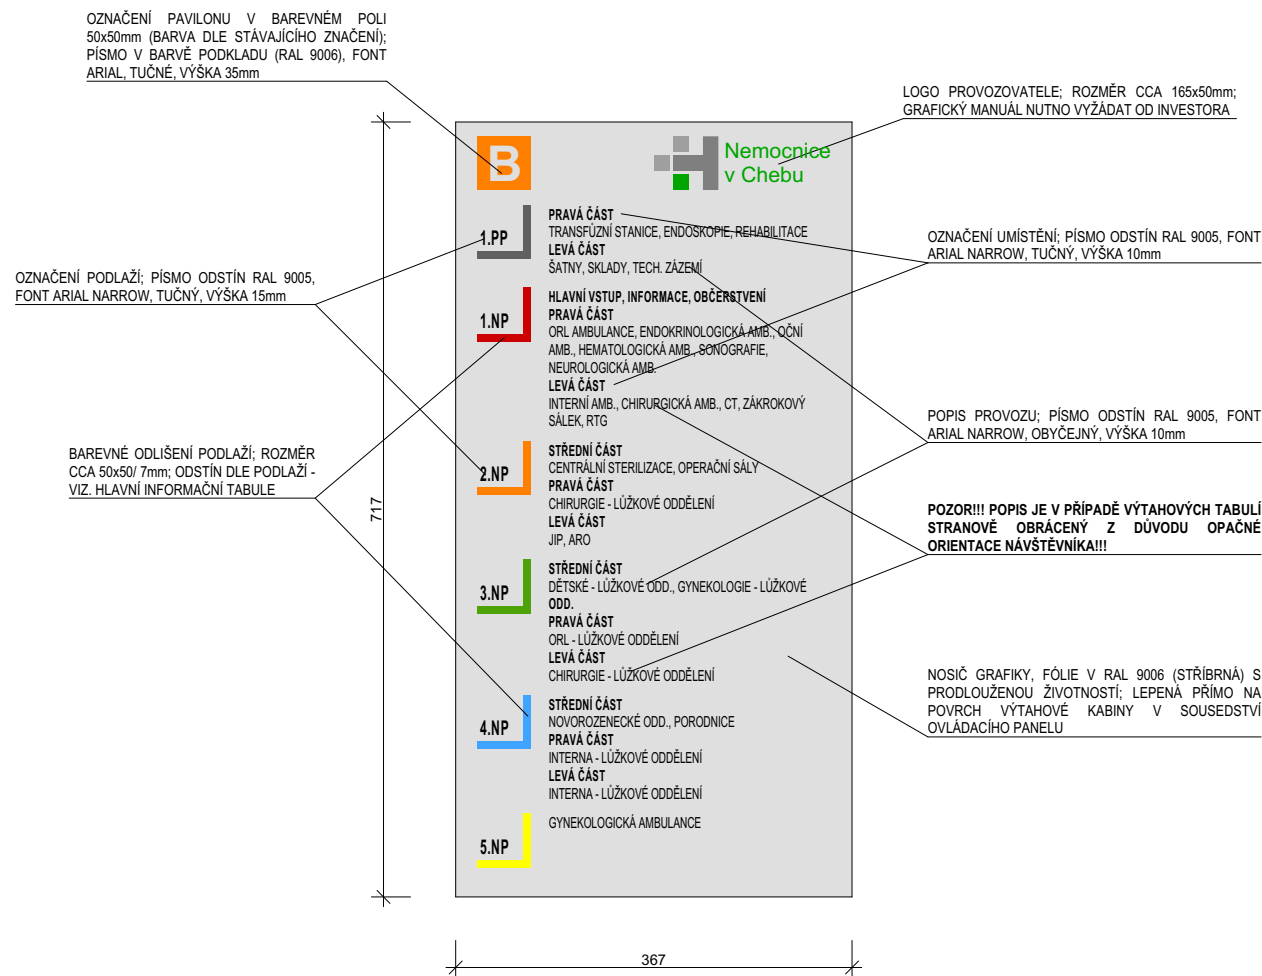 OZNAČENÍ PAVILONU V BAREVNÉM POLI
50x50mm (BARVA DLE STÁVAJÍCÍHO ZNAČENÍ);
PÍSMO V BARVĚ PODKLADU (RAL 9006), FONT
ARIAL, TUČNÉ, VÝŠKA 35mm
LOGO PROVOZOVATELE; ROZMĚR CCA 165x50mm;
GRAFICKÝ MANUÁL NUTNO VYŽÁDAT OD INVESTORA
OZNAČENÍ PODLAŽÍ; PÍSMO ODSTÍN RAL 9005,
FONT ARIAL NARROW, TUČNÝ, VÝŠKA 15mm
BAREVNÉ ODLIŠENÍ PODLAŽÍ; ROZMĚR
CCA 50x50/ 7mm; ODSTÍN DLE PODLAŽÍ -
VIZ. HLAVNÍ INFORMAČNÍ TABULE
717
B
Nemocnice
v Chebu
1.PP
PRAVÁ ČÁST
TRANSFÚZNÍ STANICE, ENDOSKOPIE, REHABILITACE
LEVÁ ČÁST
ŠATNY, SKLADY, TECH. ZÁZEMÍ
1.NP
HLAVNÍ VSTUP, INFORMACE, OBČERSTVENÍ
PRAVÁ ČÁST
ORL AMBULANCE, ENDOKRINOLOGICKÁ AMB., OČNÍ
AMB., HEMATOLOGICKÁ AMB., SONOGRAFIE,
NEUROLOGICKÁ AMB.
LEVÁ ČÁST
INTERNÍ AMB., CHIRURGICKÁ AMB., CT, ZÁKROKOVÝ
SÁLEK, RTG
2.NP
STŘEDNÍ ČÁST
CENTRÁLNÍ STERILIZACE, OPERAČNÍ SÁLY
PRAVÁ ČÁST
CHIRURGIE - LŮŽKOVÉ ODDĚLENÍ
LEVÁ ČÁST
JIP, ARO
3.NP
STŘEDNÍ ČÁST
DĚTSKÉ - LŮŽKOVÉ ODD., GYNEKOLOGIE - LŮŽKOVÉ
ODD.
PRAVÁ ČÁST
ORL - LŮŽKOVÉ ODDĚLENÍ
LEVÁ ČÁST
CHIRURGIE - LŮŽKOVÉ ODDĚLENÍ
4.NP
STŘEDNÍ ČÁST
NOVOROZENECKÉ ODD., PORODNICE
PRAVÁ ČÁST
INTERNA - LŮŽKOVÉ ODDĚLENÍ
LEVÁ ČÁST
INTERNA - LŮŽKOVÉ ODDĚLENÍ
5.NP
GYNEKOLOGICKÁ AMBULANCE
367
OZNAČENÍ UMÍSTĚNÍ; PÍSMO ODSTÍN RAL 9005, FONT
ARIAL NARROW, TUČNÝ, VÝŠKA 10mm
POPIS PROVOZU; PÍSMO ODSTÍN RAL 9005, FONT
ARIAL NARROW, OBYČEJNÝ, VÝŠKA 10mm
POZOR!!! POPIS JE V PŘÍPADĚ VÝTAHOVÝCH TABULÍ
STRANOVĚ OBRÁCENÝ Z DŮVODU OPAČNÉ
ORIENTACE NÁVŠTĚVNÍKA!!!
NOSIČ GRAFIKY, FÓLIE V RAL 9006 (STŘÍBRNÁ) S
PRODLOUŽENOU ŽIVOTNOSTÍ; LEPENÁ PŘÍMO NA
POVRCH VÝTAHOVÉ KABINY V SOUSEDSTVÍ
OVLÁDACÍHO PANELU